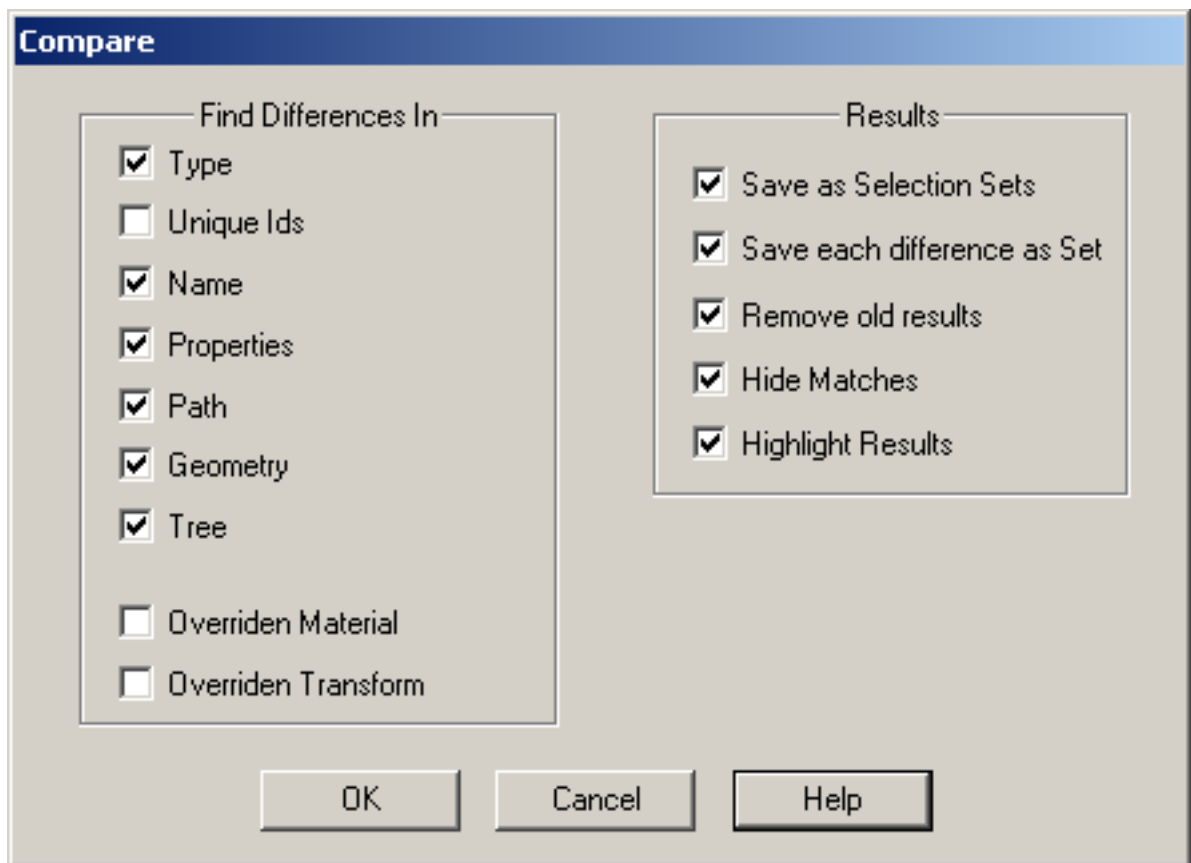 Compare
Find Differences In
Type
Unique Ids
Name
Properties
Path
Geometry
Tree
Overriden Material
Overriden Transform
Results
Save as Selection Sets
Save each difference as Set
Remove old results
Hide Matches
Highlight Results
OK
Cancel
Help